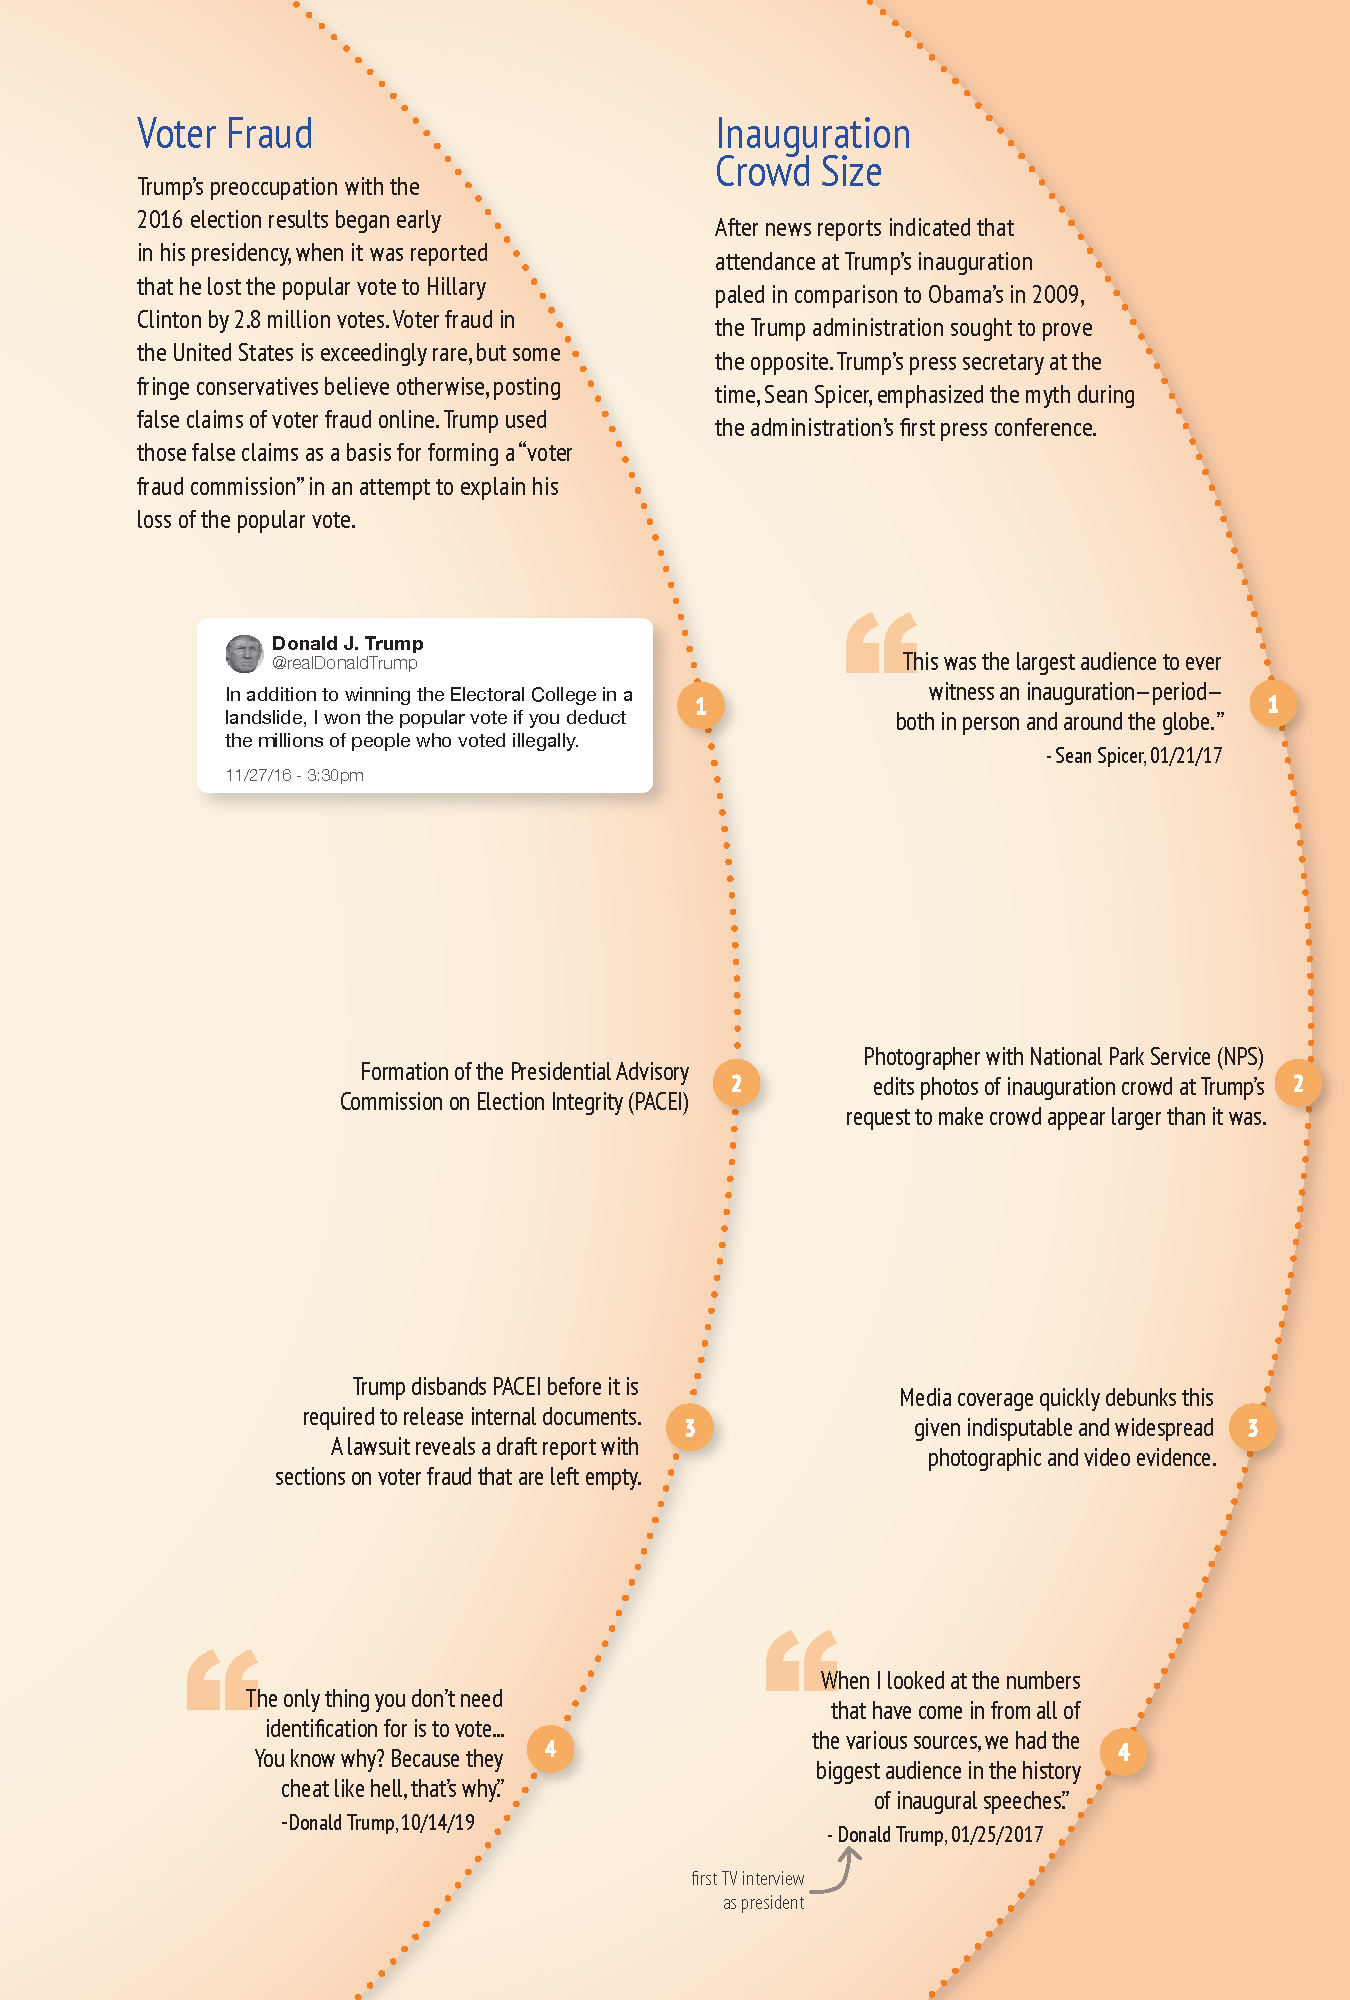 Voter Fraud
Trump's preoccupation with the
2016 election results began early
in his presidency, when it was reported
that he lost the popular vote to Hillary
Clinton by 2.8 million votes. Voter fraud in
the United States is exceedingly rare, but some
fringe conservatives believe otherwise, posting
false claims of voter fraud online. Trump used
those false claims as a basis for forming a “voter
fraud commission” in an attempt to explain his
loss of the popular vote.
Donald J. Trump
@realDonaldTrump
In addition to winning the Electoral College in a
landslide, I won the popular vote if you deduct
the millions of people who voted illegally.
11/27/16 - 3:30pm
1
Formation of the Presidential Advisory
Commission on Election Integrity (PACEI)
2
Trump disbands PACEI before it is
required to release internal documents.
A lawsuit reveals a draft report with
sections on voter fraud that are left empty.
3
“The only thing you don't need
identification for is to vote...
You know why? Because they
cheat like hell, that's why.”
-Donald Trump, 10/14/19
4
Inauguration
Crowd Size
After news reports indicated that
attendance at Trump's inauguration
paled in comparison to Obama's in 2009,
the Trump administration sought to prove
the opposite. Trump's press secretary at the
time, Sean Spicer, emphasized the myth during
the administration's first press conference.
“This was the largest audience to ever
witness an inauguration—period—
both in person and around the globe.”
- Sean Spicer, 01/21/17
1
Photographer with National Park Service (NPS)
edits photos of inauguration crowd at Trump's
request to make crowd appear larger than it was.
2
Media coverage quickly debunks this
given indisputable and widespread
photographic and video evidence.
3
“When I looked at the numbers
that have come in from all of
the various sources, we had the
biggest audience in the history
of inaugural speeches.”
- Donald Trump, 01/25/2017
4
first TV interview
as president